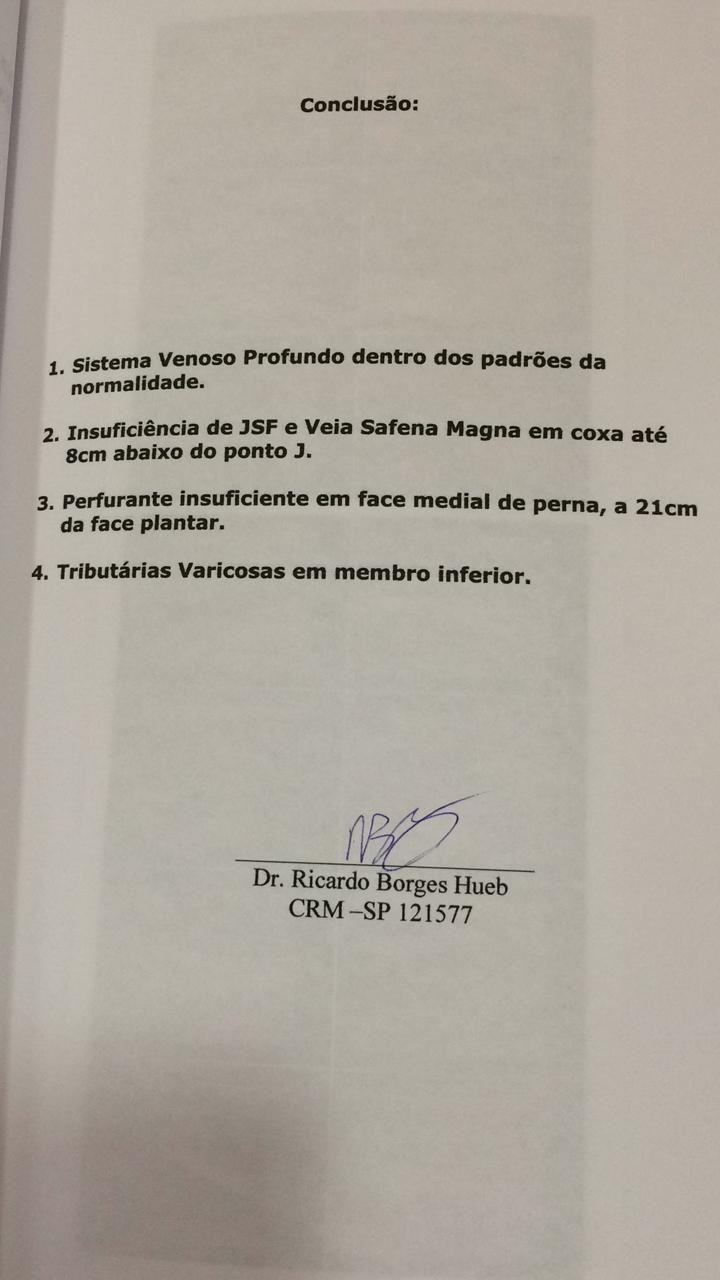 Conclusão:
1. Sistema Venoso Profundo dentro dos padrões da
normalidade.
2. Insuficiência de JSF e Veia Safena Magna em coxa até
8cm abaixo do ponto J.
3. Perfurante insuficiente em face medial de perna, a 21cm
da face plantar.
4. Tributárias Varicosas em membro inferior.
Dr. Ricardo Borges Hueb
CRM –SP 121577